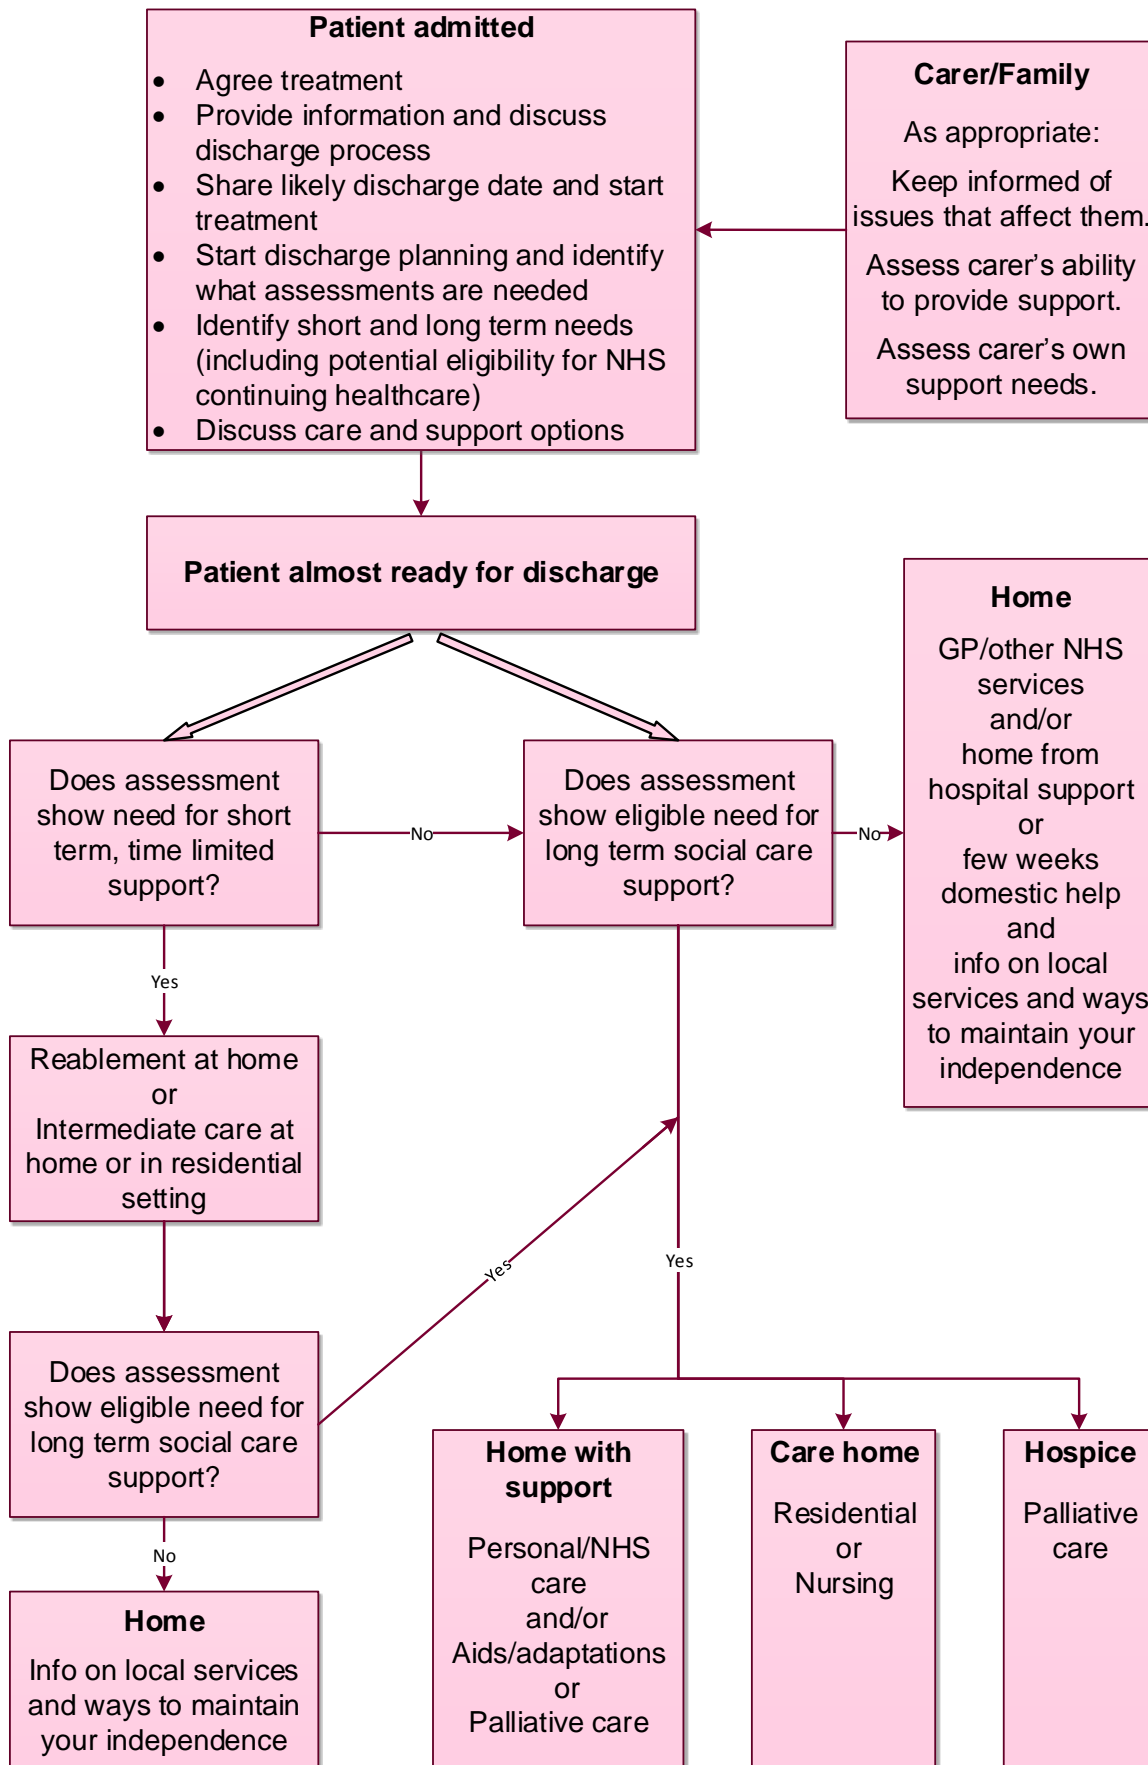 Patient admitted
• Agree treatment
• Provide information and discuss
discharge process
• Share likely discharge date and start
treatment
• Start discharge planning and identify
what assessments are needed
• Identify short and long term needs
(including potential eligibility for NHS
continuing healthcare)
• Discuss care and support options
Carer/Family
As appropriate:
Keep informed of
issues that affect them.
Assess carer’s ability
to provide support.
Assess carer’s own
support needs.
Patient almost ready for discharge
Does assessment
show need for short
term, time limited
support?
No
Does assessment
show eligible need for
long term social care
support?
No
Home
GP/other NHS
services
and/or
home from
hospital support
or
few weeks
domestic help
and
info on local
services and ways
to maintain your
independence
Yes
Reablement at home
or
Intermediate care at
home or in residential
setting
Yes
Yes
Does assessment
show eligible need for
long term social care
support?
No
Home
Info on local services
and ways to maintain
your independence
Home with
support
Personal/NHS
care
and/or
Aids/adaptations
or
Palliative care
Care home
Residential
or
Nursing
Hospice
Palliative
care